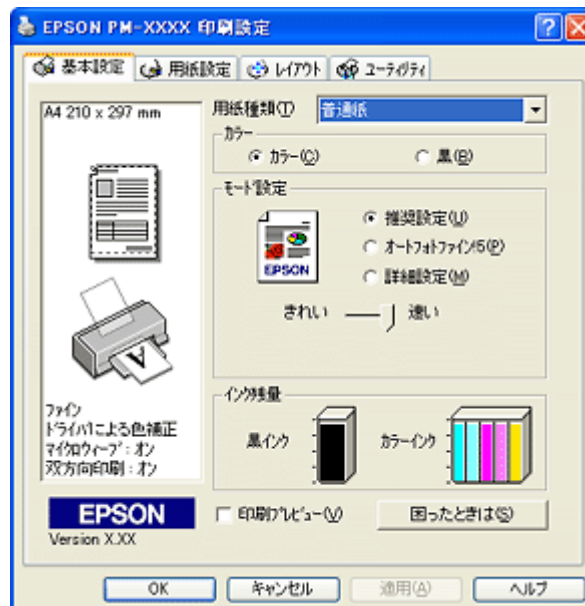 EPSON PM-XXXX 印刷設定
基本設定 用紙設定 レイアウト ユーティリティ
A4 210 x 297 mm
用紙種類(T) 普通紙
カラー
カラー(C) 黒(B)
モード設定
推奨設定(U)
オートフォトファイン!5(P)
詳細設定(M)
EPSON
きれい 速い
A
ファイン
ドライバによる色補正
マイクロウィーブ：オン
双方向印刷：オン
インク残量
黒インク カラーインク
EPSON
Version X.XX
印刷プレビュー(V) 困ったときは(S)
OK キャンセル 適用(A) ヘルプ